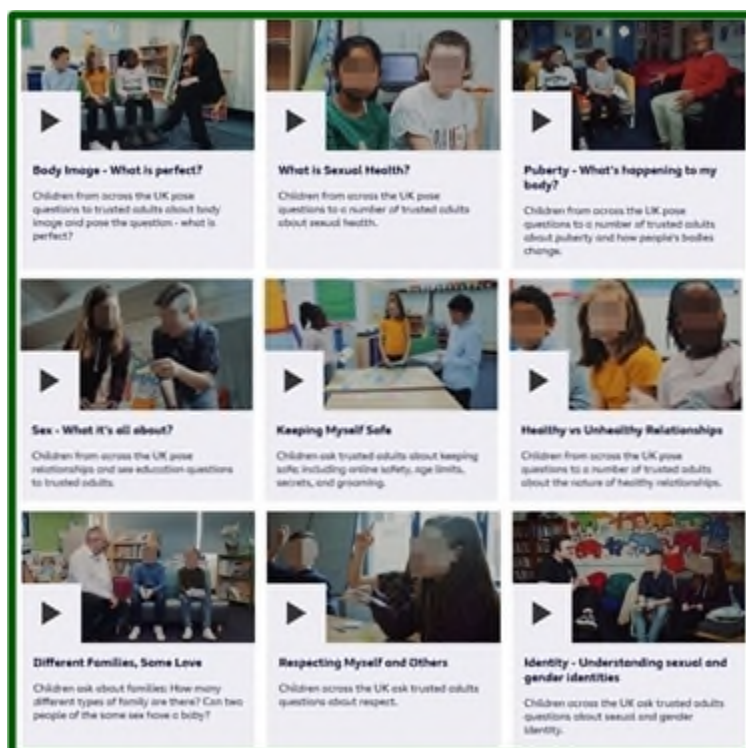 Body Image - What is perfect?
Children from across the UK pose
questions to trusted adults about body
image and pose the question - what is
perfect?
What is Sexual Health?
Children from across the UK pose
questions to a number of trusted adults
about sexual health.
Puberty - What's happening to my
body?
Children from across the UK pose
questions to a number of trusted adults
about puberty and how people's bodies
change.
Sex - What it's all about?
Children from across the UK pose
relationships and sex education questions
to trusted adults.
Keeping Myself Safe
Children ask trusted adults about keeping
safe; including online safety, age limits,
secrets, and grooming.
Healthy vs Unhealthy Relationships
Children from across the UK pose
questions to a number of trusted adults
about the nature of healthy relationships.
Different Families, Same Love
Children ask about families: How many
different types of family are there? Can two
people of the same sex have a baby?
Respecting Myself and Others
Children across the UK ask trusted adults
questions about respect.
Identity - Understanding sexual and
gender identities
Children across the UK ask trusted adults
questions about sexual and gender
identity.